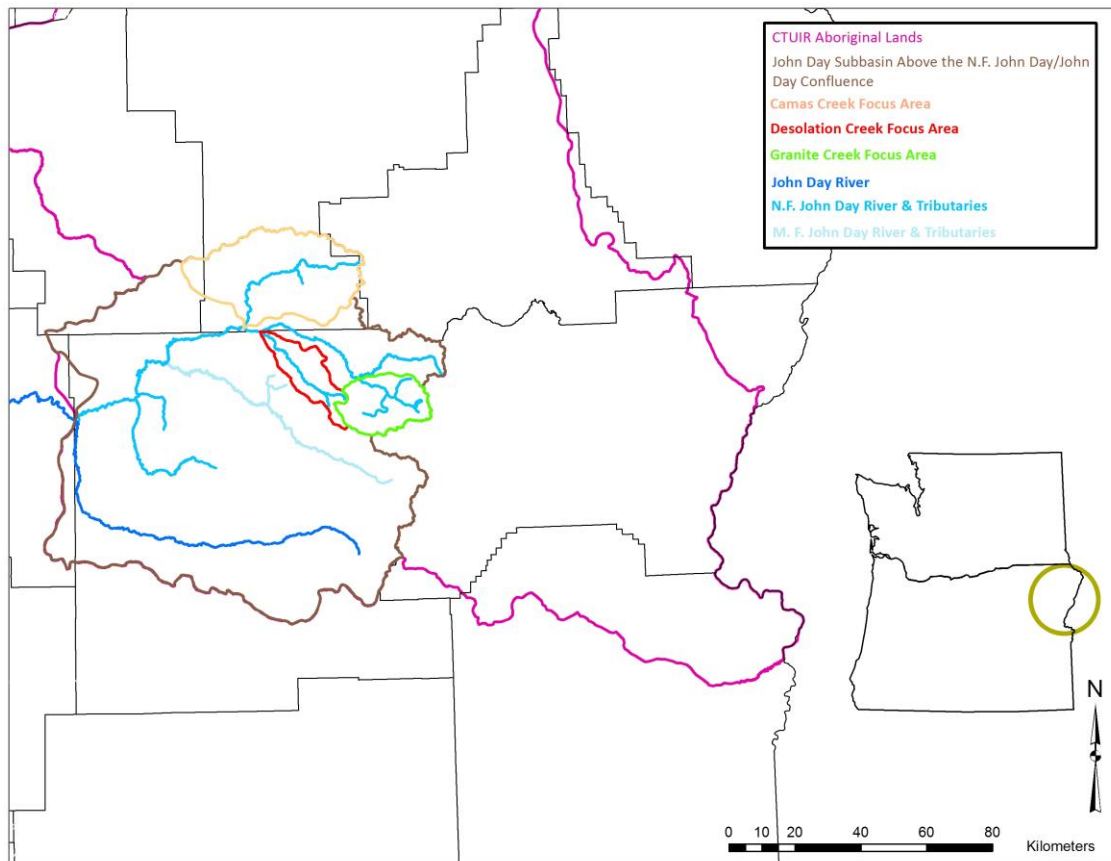 CTUIR Aboriginal Lands
John Day Subbasin Above the N.F. John Day/John
Day Confluence
Camas Creek Focus Area
Desolation Creek Focus Area
Granite Creek Focus Area
John Day River
N.F. John Day River & Tributaries
M. F. John Day River & Tributaries
N
0 10 20 40 60 80
Kilometers